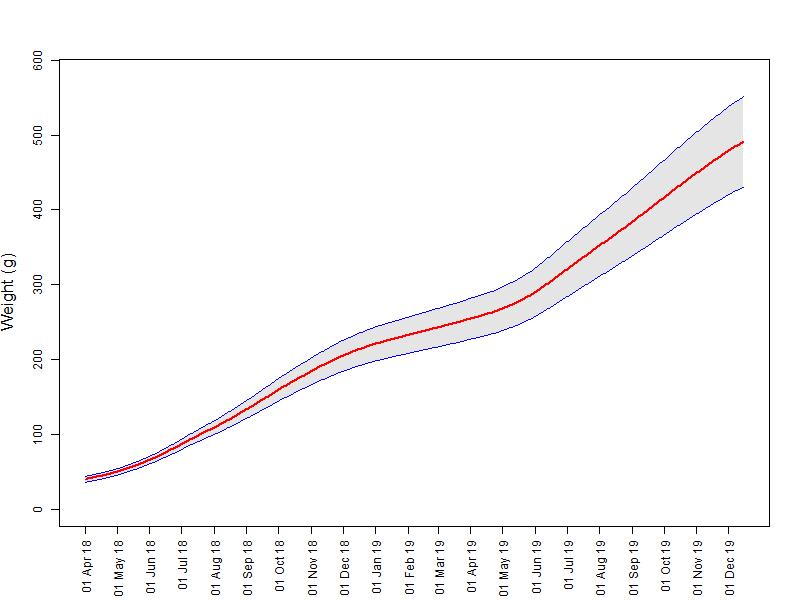 600
500
400
300
200
100
0
Weight (g)
01 Apr 18
01 May 18
01 Jun 18
01 Jul 18
01 Aug 18
01 Sep 18
01 Oct 18
01 Nov 18
01 Dec 18
01 Jan 19
01 Feb 19
01 Mar 19
01 Apr 19
01 May 19
01 Jun 19
01 Jul 19
01 Aug 19
01 Sep 19
01 Oct 19
01 Nov 19
01 Dec 19